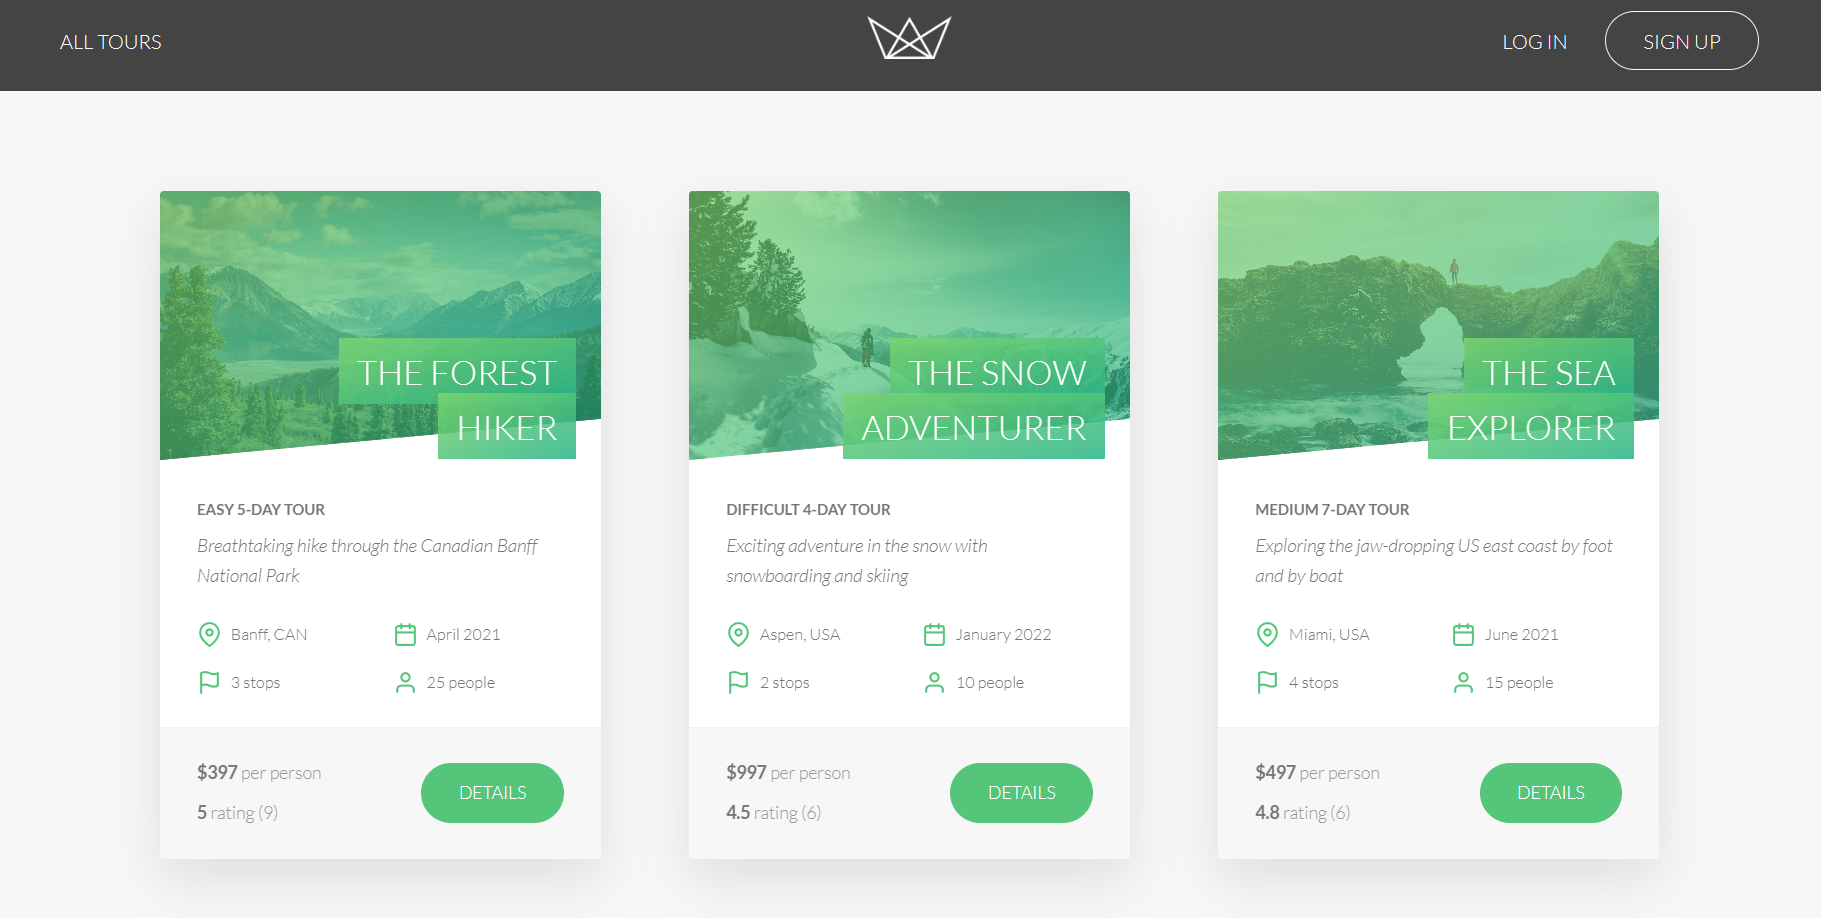 ALL TOURS
LOG IN
SIGN UP
THE FOREST
HIKER
EASY 5-DAY TOUR
Breathtaking hike through the Canadian Banff
National Park
Banff, CAN
April 2021
3 stops
25 people
$397 per person
5 rating (9)
DETAILS
THE SNOW
ADVENTURER
DIFFICULT 4-DAY TOUR
Exciting adventure in the snow with
snowboarding and skiing
Aspen, USA
January 2022
2 stops
10 people
$997 per person
4.5 rating (6)
DETAILS
THE SEA
EXPLORER
MEDIUM 7-DAY TOUR
Exploring the jaw-dropping US east coast by foot
and by boat
Miami, USA
June 2021
4 stops
15 people
$497 per person
4.8 rating (6)
DETAILS